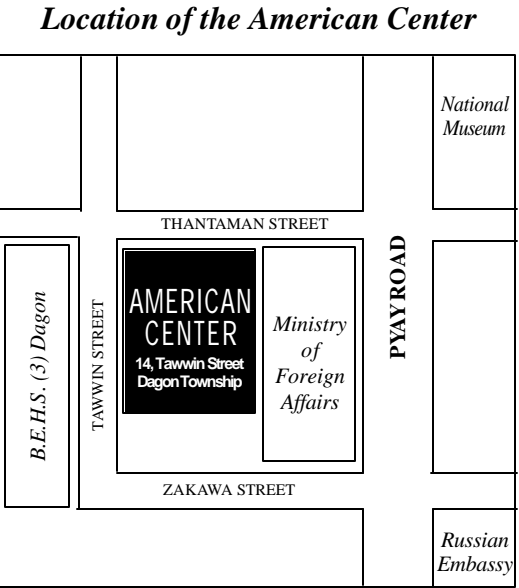 Location of the American Center
National
Museum
THANTAMAN STREET
PYAY ROAD
B.E.H.S. (3) Dagon
TAWWIN STREET
AMERICAN
CENTER
14, Tawwin Street
Dagon Township
Ministry
of
Foreign
Affairs
ZAKAWA STREET
Russian
Embassy